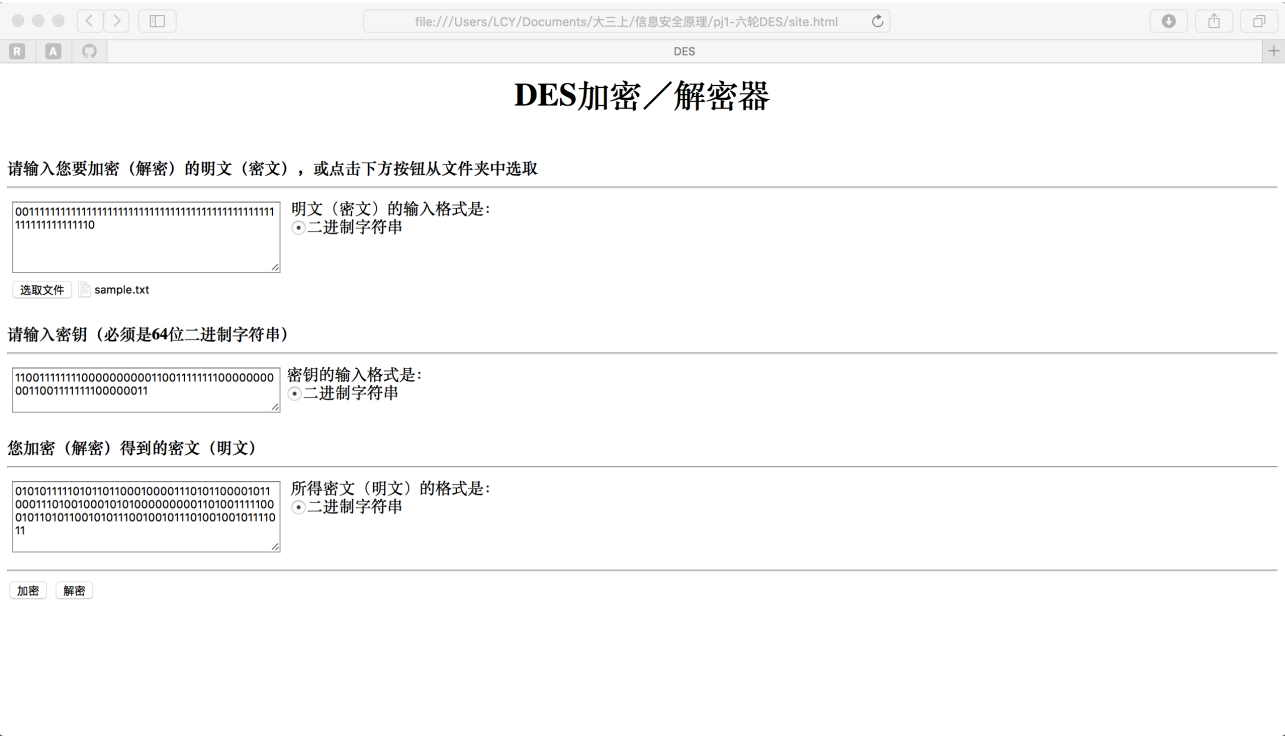 file:///Users/LCY/Documents/大三上/信息安全原理/pj1-六轮DES/site.html
R A DES
DES加密／解密器
请输入您要加密（解密）的明文（密文），或点击下方按钮从文件夹中选取
0011111111111111111111111111111111111111111111111
111111111111110
明文（密文）的输入格式是：
二进制字符串
选取文件 sample.txt
请输入密钥（必须是64位二进制字符串）
110011111111000000000011001111111100000000
0011001111111100000011
密钥的输入格式是：
二进制字符串
您加密（解密）得到的密文（明文）
010101111101011011000100001110101100001011
000111010010001010100000000001101001111100
0101101011001010111001001011101001001011110
11
所得密文（明文）的格式是：
二进制字符串
加密 解密